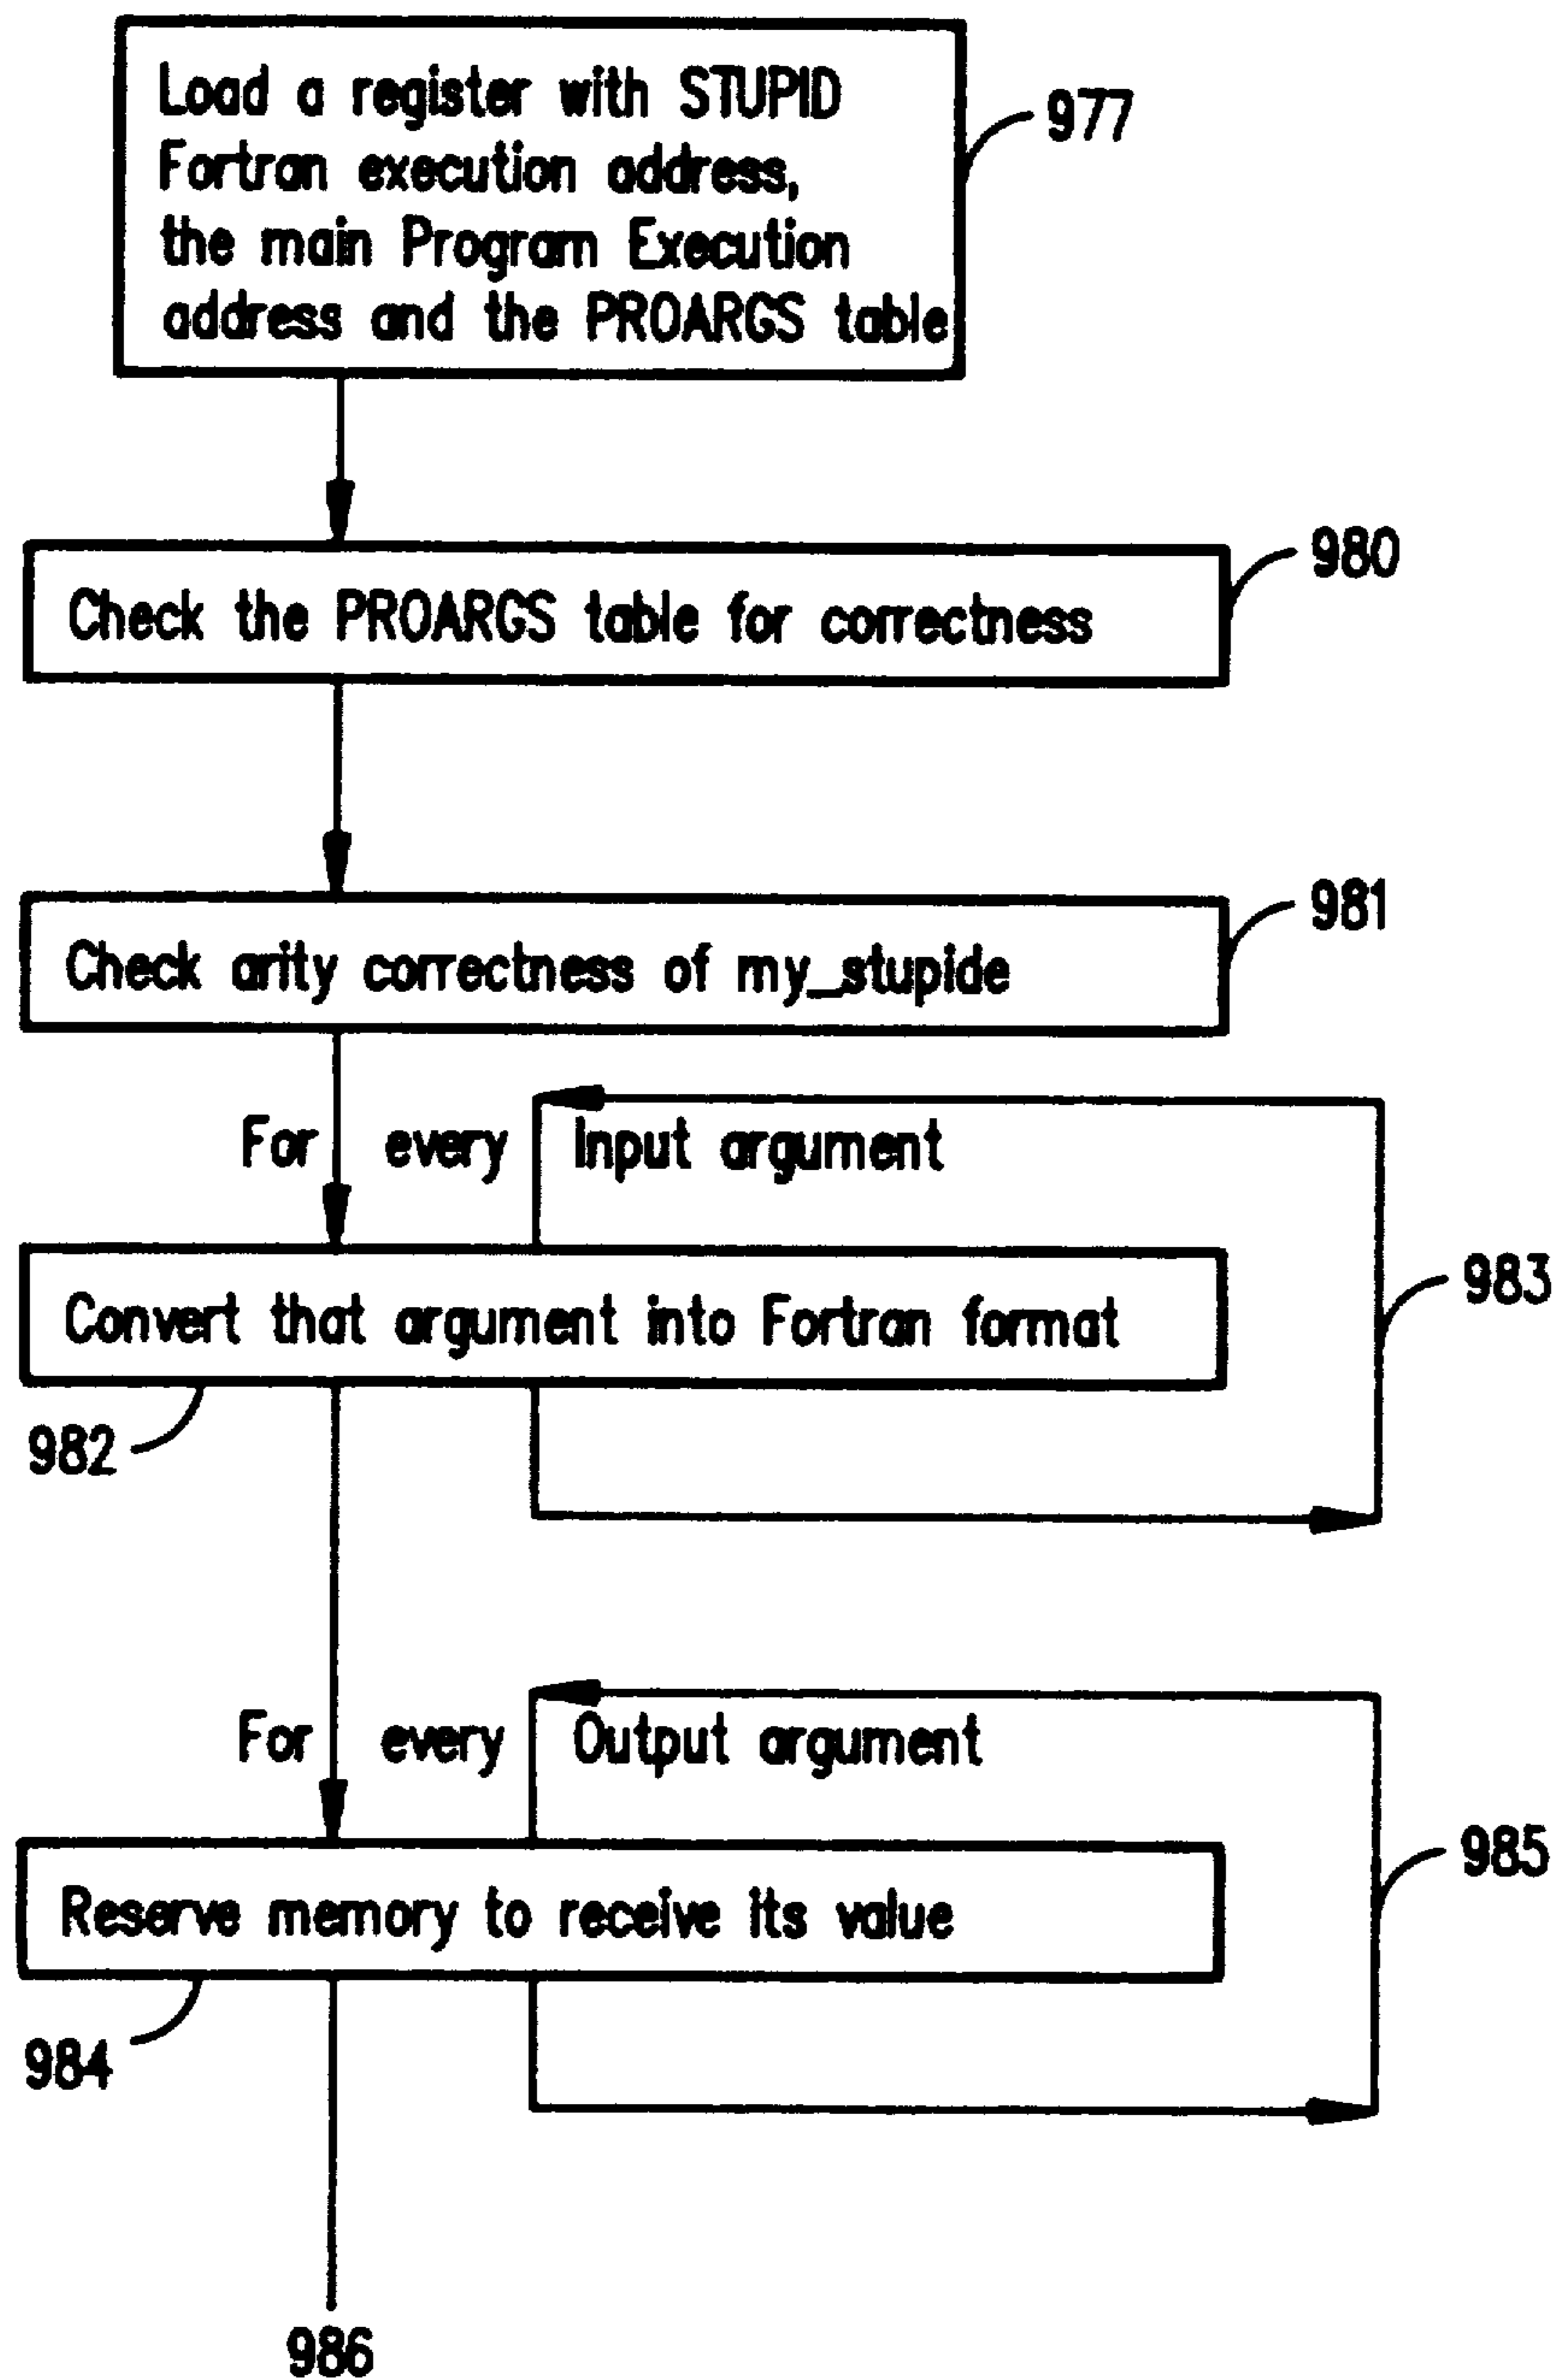 Load a register with STUPID
Fortran execution address,
the main Program Execution
address and the PROARGS table
977
980
Check the PROARGS table for correctness
981
Check arity correctness of my_stupide
For every Input argument
983
Convert that argument into Fortran format
982
For every Output argument
985
Reserve memory to receive its value
984
986